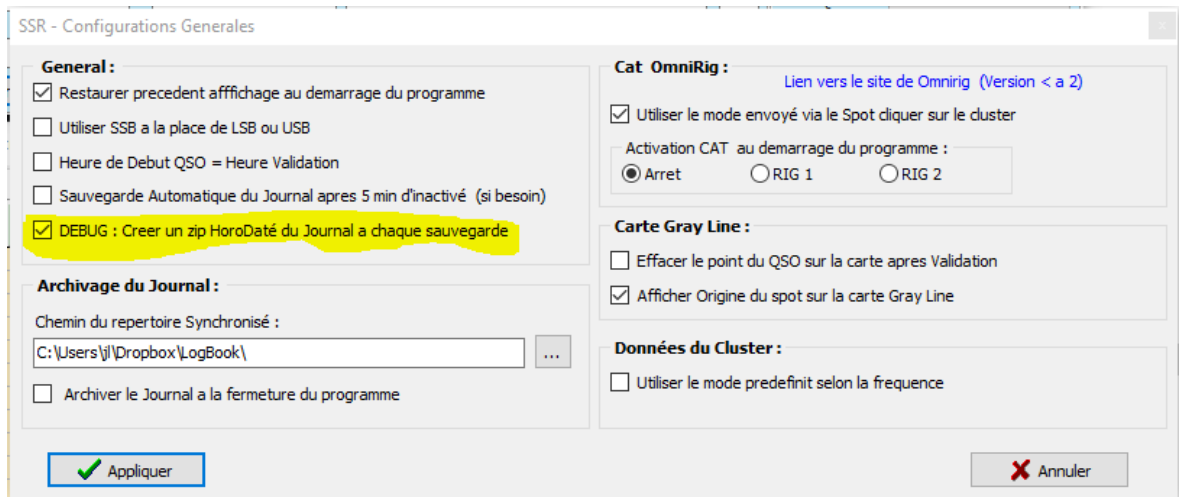 SSR - Configurations Generales
General :
Restaurer precedent afffichage au demarrage du programme
Utiliser SSB a la place de LSB ou USB
Heure de Debut QSO = Heure Validation
Sauvegarde Automatique du Journal apres 5 min d'inactivé (si besoin)
DEBUG : Creer un zip HoroDaté du Journal a chaque sauvegarde
Archivage du Journal :
Chemin du repertoire Synchronisé :
C:\Users\jl\Dropbox\LogBook\
...
Archiver le Journal a la fermeture du programme
Cat OmniRig :
Lien vers le site de Omnirig (Version < a 2)
Utiliser le mode envoyé via le Spot cliquer sur le cluster
Activation CAT au demarrage du programme :
Arret RIG 1 RIG 2
Carte Gray Line :
Effacer le point du QSO sur la carte apres Validation
Afficher Origine du spot sur la carte Gray Line
Données du Cluster :
Utiliser le mode predefinit selon la frequence
Appliquer
Annuler